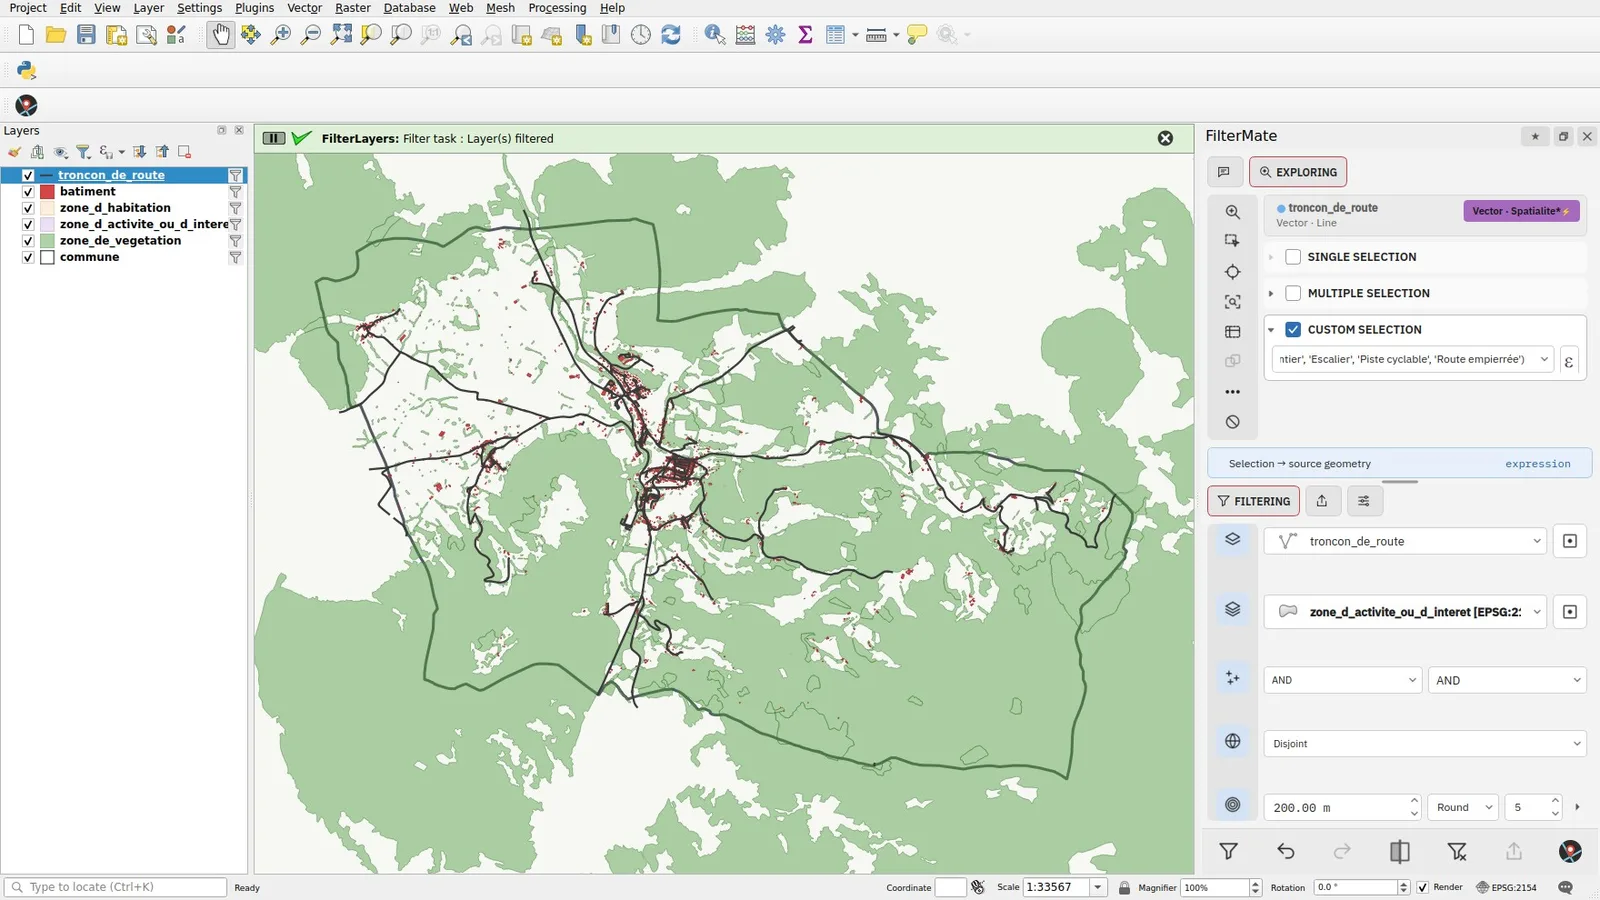 Project Edit View Layer Settings Plugins Vector Raster Database Web Mesh Processing Help
Layers
troncon_de_route
batiment
zone_d_habitation
zone_d_activite_ou_d_intere
zone_de_vegetation
commune
FilterLayers: Filter task : Layer(s) filtered
FilterMate
EXPLORING
troncon_de_route
Vector · Line
Vector · Spatialite*⚡
SINGLE SELECTION
MULTIPLE SELECTION
CUSTOM SELECTION
ntier', 'Escalier', 'Piste cyclable', 'Route empierrée')
ε
Selection → source geometry expression
FILTERING
troncon_de_route
zone_d_activite_ou_d_interet [EPSG:2:
AND AND
Disjoint
200.00 m Round 5
Type to locate (Ctrl+K) Ready Coordinate Scale 1:33567 Magnifier 100% Rotation 0.0 ° Render EPSG:2154